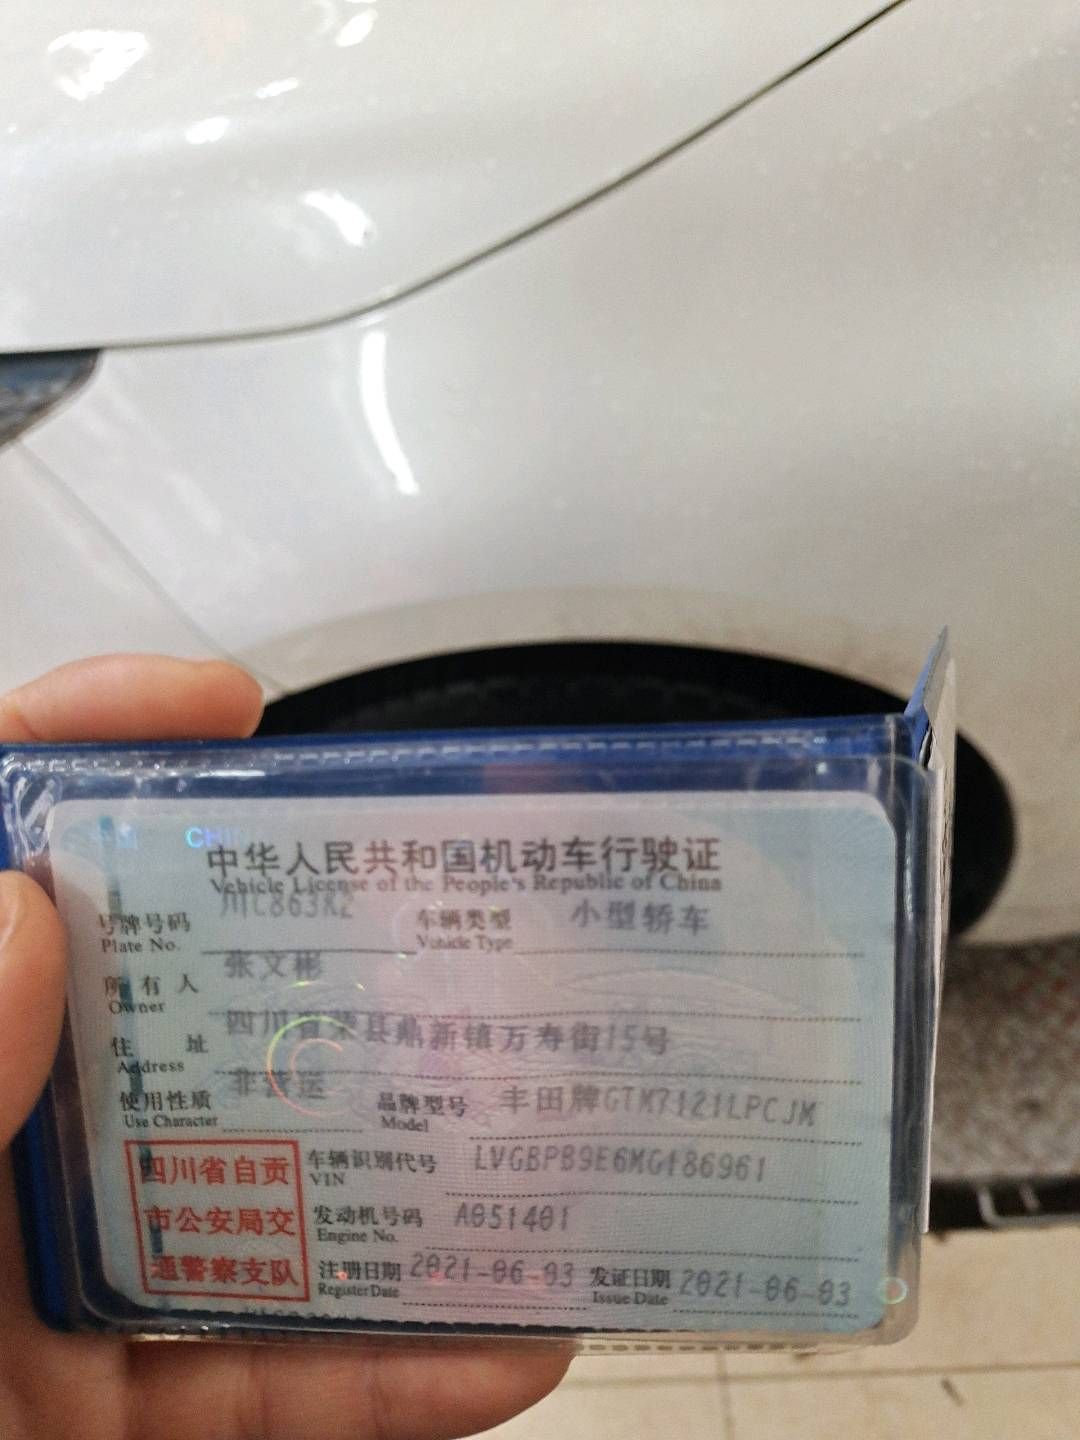 中华人民共和国机动车行驶证
Vehicle License of the People's Republic of China
号牌号码 川C863K2 车辆类型 小型轿车
Plate No. Vehicle Type
所有人 张文彬
Owner
住址 四川省荣县鼎新镇万寿街15号
Address
使用性质 非营运 品牌型号 丰田牌GTM7121LPCJM
Use Character Model
四川省自贡
市公安局交
通警察支队
车辆识别代号 LVGBPB9E6MG186961
VIN
发动机号码 A051401
Engine No.
注册日期 2021-06-03 发证日期 2021-06-03
Register Date Issue Date